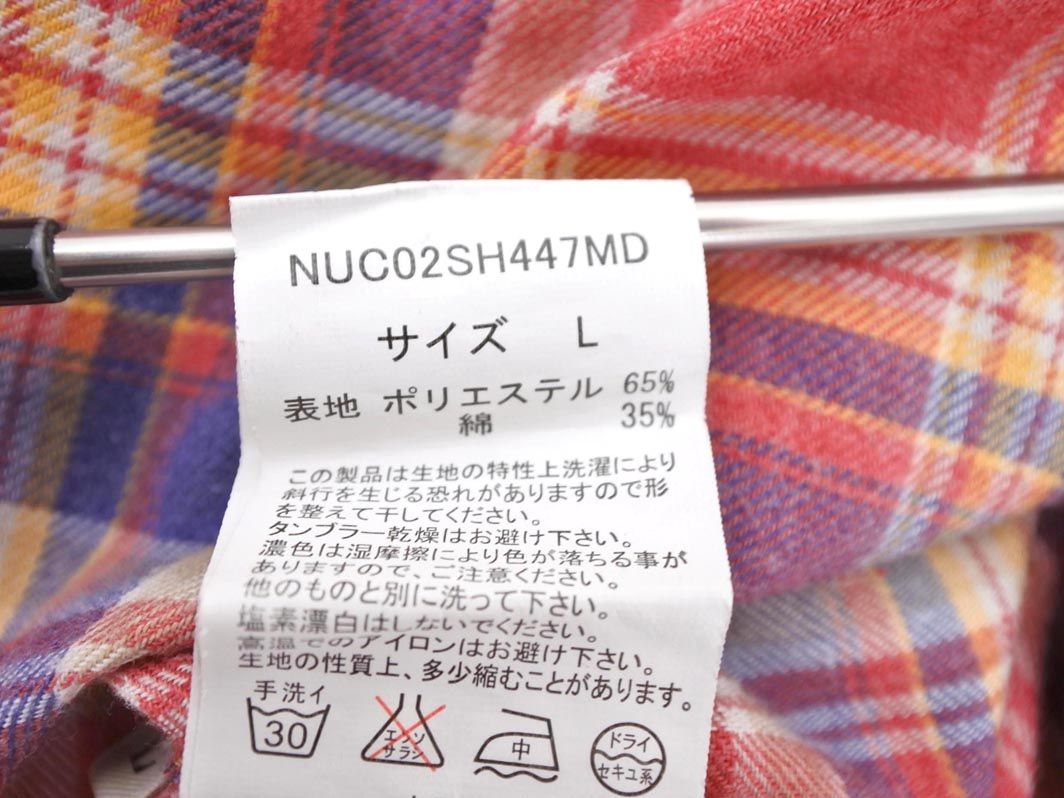 NUC02SH447MD
サイズ L
表地 ポリエステル 65%
綿 35%
この製品は生地の特性上洗濯により
斜行を生じる恐れがありますので形
を整えて干してください。
タンブラー乾燥はお避け下さい。
濃色は湿摩擦により色が落ちる事が
ありますので、ご注意ください。
他のものと別に洗って下さい。
塩素漂白はしないでください。
高温でのアイロンはお避け下さい。
生地の性質上、多少縮むことがあります。
手洗イ
30
エンソ
サラシ
中
ドライ
セキユ系